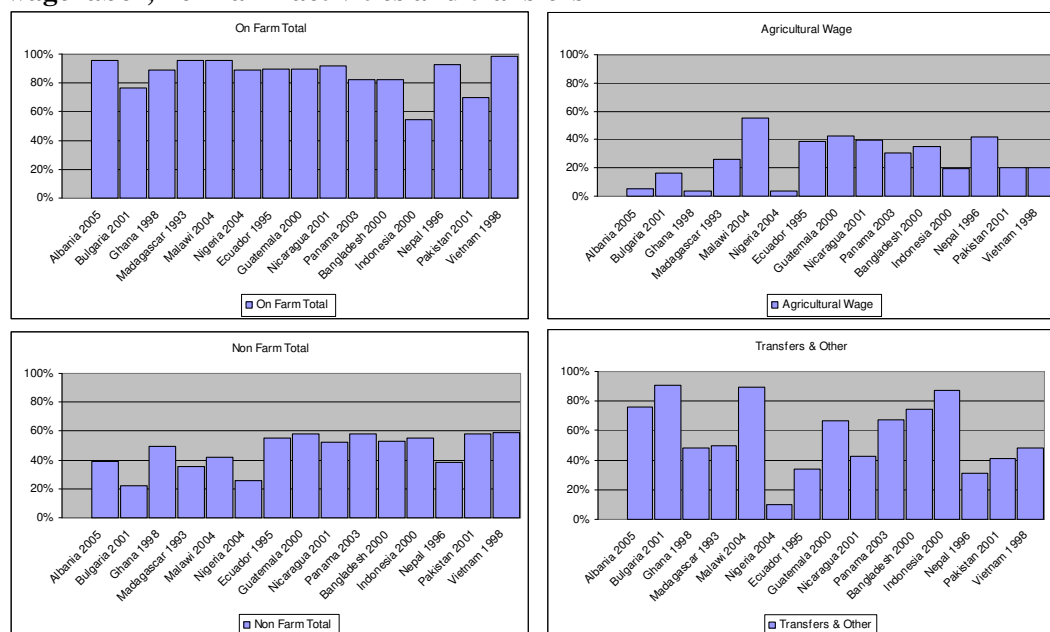 wage labor, non farm activities and transfers
On Farm Total
100%
80%
60%
40%
20%
0%
Albania 2005
Bulgaria 2001
Ghana 1998
Madagascar 1993
Malawi 2004
Nigeria 2004
Ecuador 1995
Guatemala 2000
Nicaragua 2001
Panama 2003
Bangladesh 2000
Indonesia 2000
Nepal 1996
Pakistan 2001
Vietnam 1998
On Farm Total
Agricultural Wage
100%
80%
60%
40%
20%
0%
Albania 2005
Bulgaria 2001
Ghana 1998
Madagascar 1993
Malawi 2004
Nigeria 2004
Ecuador 1995
Guatemala 2000
Nicaragua 2001
Panama 2003
Bangladesh 2000
Indonesia 2000
Nepal 1996
Pakistan 2001
Vietnam 1998
Agricultural Wage
Non Farm Total
100%
80%
60%
40%
20%
0%
Albania 2005
Bulgaria 2001
Ghana 1998
Madagascar 1993
Malawi 2004
Nigeria 2004
Ecuador 1995
Guatemala 2000
Nicaragua 2001
Panama 2003
Bangladesh 2000
Indonesia 2000
Nepal 1996
Pakistan 2001
Vietnam 1998
Non Farm Total
Transfers & Other
100%
80%
60%
40%
20%
0%
Albania 2005
Bulgaria 2001
Ghana 1998
Madagascar 1993
Malawi 2004
Nigeria 2004
Ecuador 1995
Guatemala 2000
Nicaragua 2001
Panama 2003
Bangladesh 2000
Indonesia 2000
Nepal 1996
Pakistan 2001
Vietnam 1998
Transfers & Other